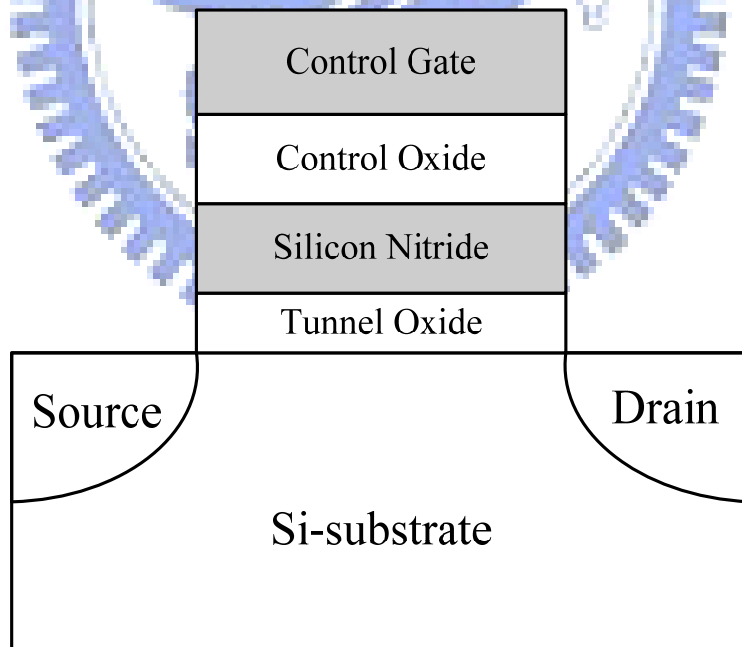 Control Gate
Control Oxide
Silicon Nitride
Tunnel Oxide
Source
Drain
Si-substrate